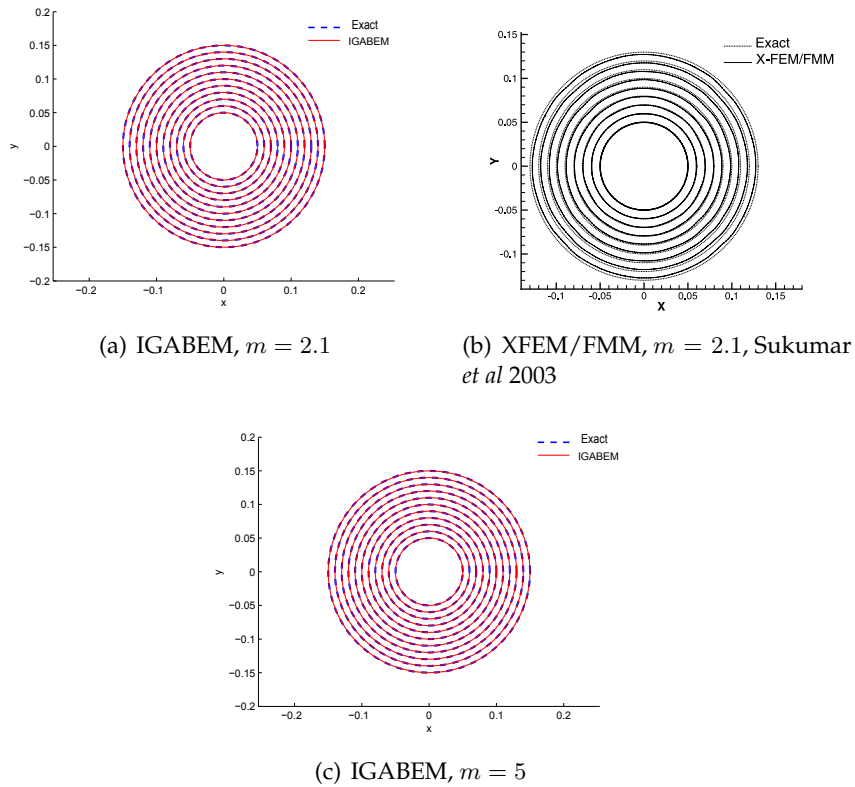 0.2
0.15
0.1
0.05
0
−0.05
−0.1
−0.15
−0.2
y
−0.2
−0.1
0
0.1
0.2
x
Exact
IGABEM
(a) IGABEM, m = 2.1
0.15
0.1
0.05
0
-0.05
-0.1
Y
-0.1
-0.05
0
0.05
0.1
0.15
X
Exact
X-FEM/FMM
(b) XFEM/FMM, m = 2.1, Sukumar
et al 2003
0.2
0.15
0.1
0.05
0
−0.05
−0.1
−0.15
−0.2
y
−0.2
−0.1
0
0.1
0.2
x
Exact
IGABEM
(c) IGABEM, m = 5